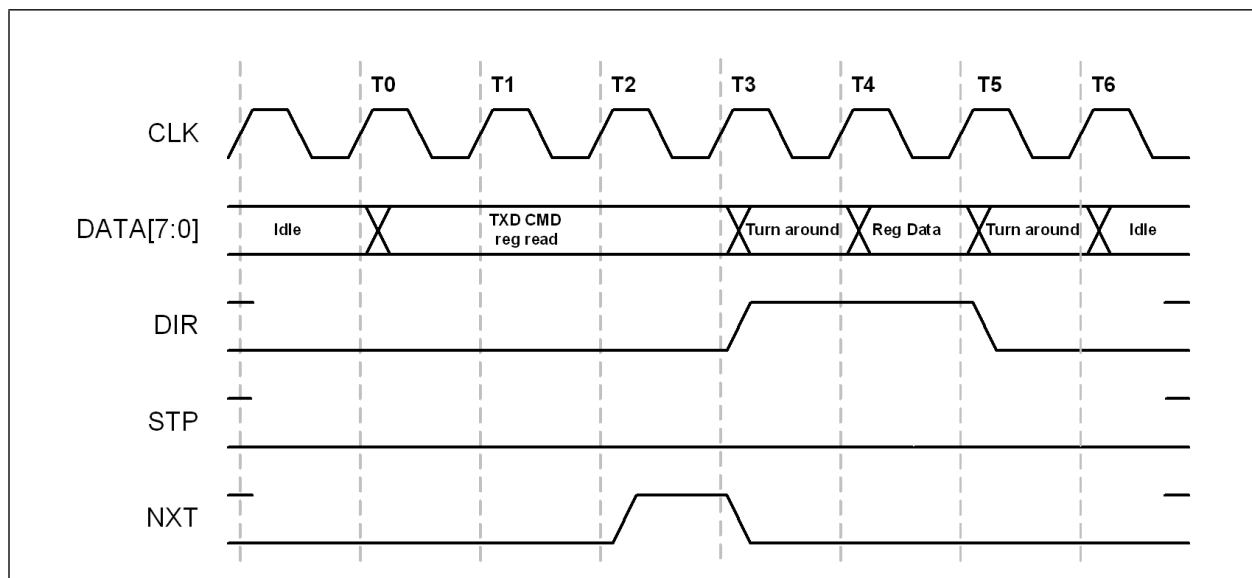 T0 T1 T2 T3 T4 T5 T6
CLK
DATA[7:0]
Idle
TXD CMD
reg read
Turn around
Reg Data
Turn around
Idle
DIR
STP
NXT